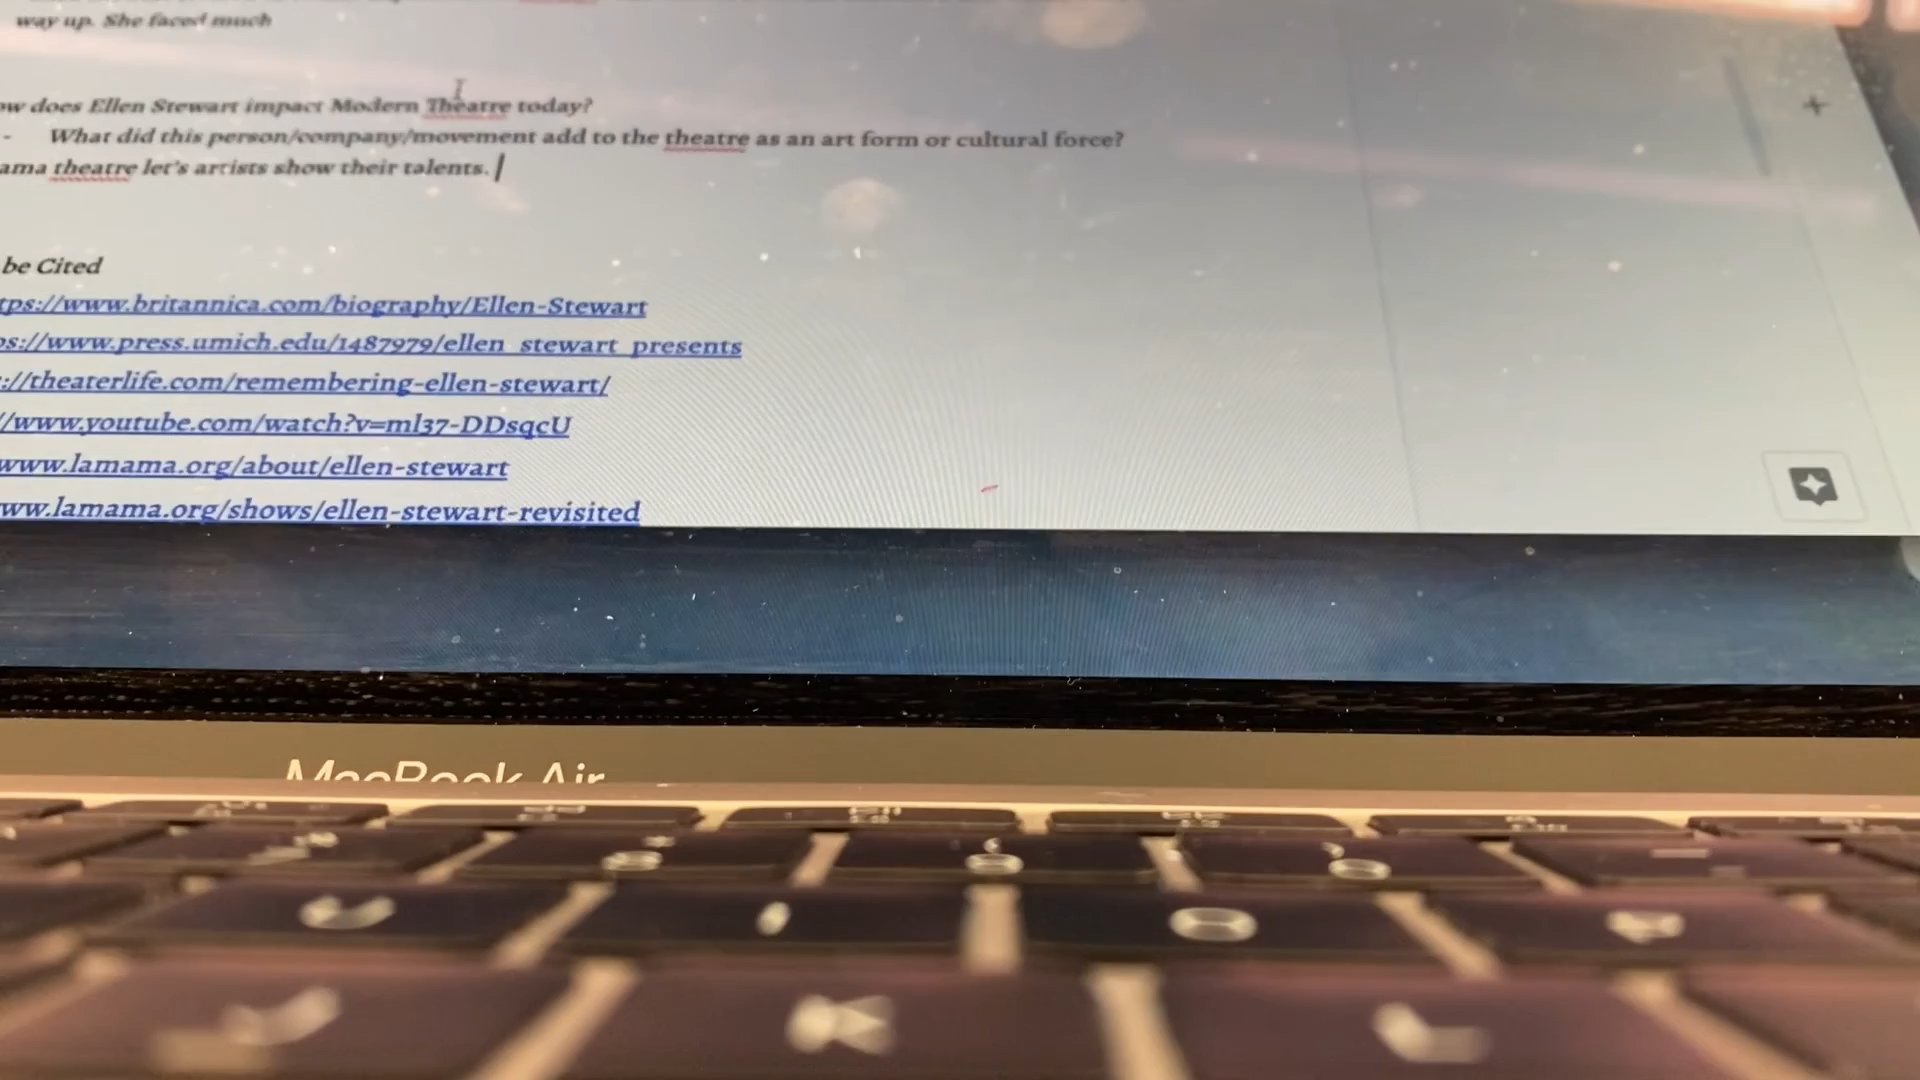 way up. She faced much
ow does Ellen Stewart impact Modern Theatre today?
- What did this person/company/movement add to the theatre as an art form or cultural force?
ama theatre let's artists show their talents.
be Cited
tps://www.britannica.com/biography/Ellen-Stewart
ps://www.press.umich.edu/1487979/ellen_stewart_presents
://theaterlife.com/remembering-ellen-stewart/
//www.youtube.com/watch?v=ml37-DDsqcU
www.lamama.org/about/ellen-stewart
ww.lamama.org/shows/ellen-stewart-revisited
MacBook Air